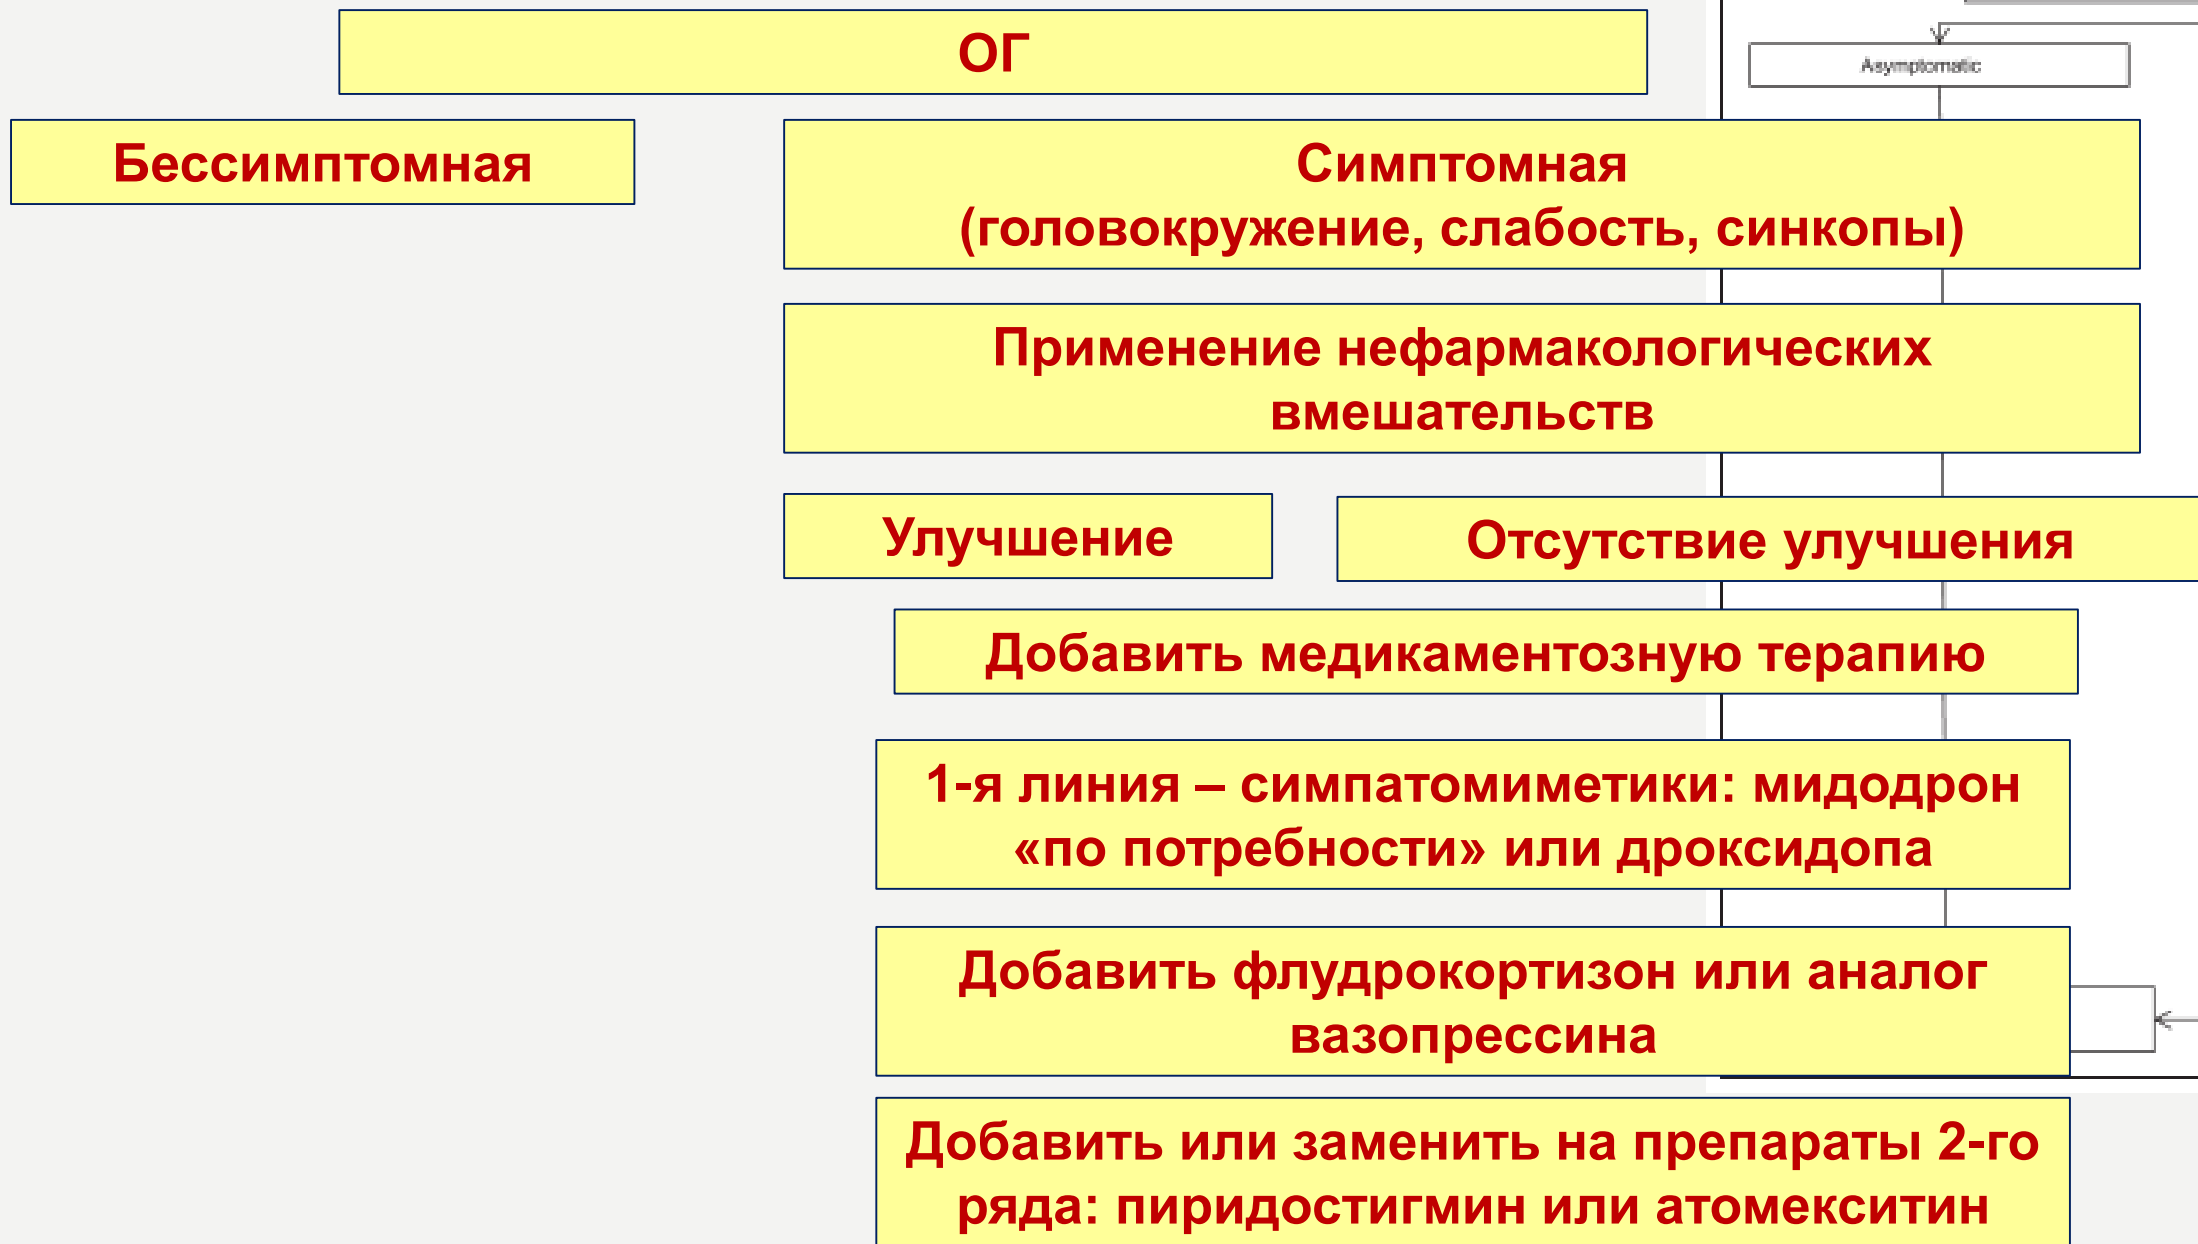 ОГ
Asymptomatic
Бессимптомная
Симптомная
(головокружение, слабость, синкопы)
Применение нефармакологических
вмешательств
Улучшение
Отсутствие улучшения
Добавить медикаментозную терапию
1-я линия – симпатомиметики: мидодрон
«по потребности» или дроксидопа
Добавить флудрокортизон или аналог
вазопрессина
Добавить или заменить на препараты 2-го
ряда: пиридостигмин или атомекситин